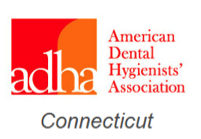 adha
American
Dental
Hygienists'
Association
Connecticut